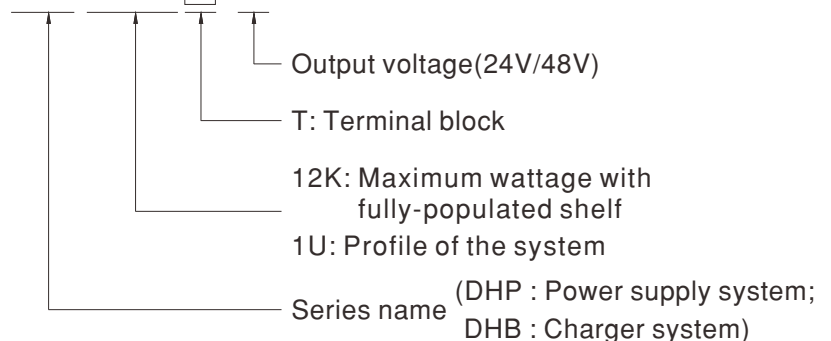 Output voltage(24V/48V)
T: Terminal block
12K: Maximum wattage with
fully-populated shelf
1U: Profile of the system
Series name (DHP : Power supply system;
DHB : Charger system)